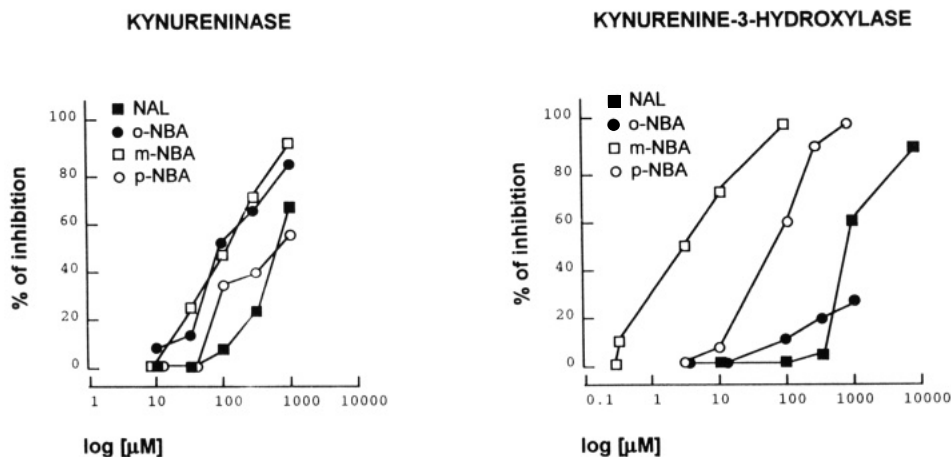 KYNURENINASE
NAL
o-NBA
m-NBA
p-NBA
% of inhibition
100
80
60
40
20
0
1 10 100 1000 10000
log [µM]
KYNURENINE-3-HYDROXYLASE
NAL
o-NBA
m-NBA
p-NBA
% of inhibition
100
80
60
40
20
0
0.1 1 10 100 1000 10000
log [µM]